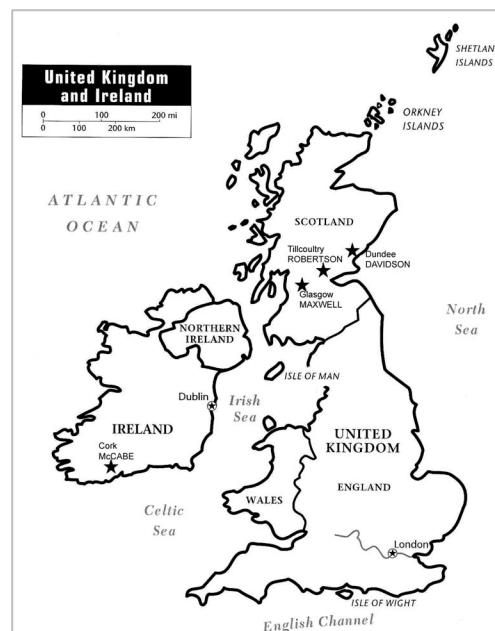 SHETLAN
ISLANDS
United Kingdom
and Ireland
0 100 200 mi
0 100 200 km
ORKNEY
ISLANDS
ATLANTIC
OCEAN
SCOTLAND
Tillcoultry
ROBERTSON
Dundee
DAVIDSON
Glasgow
MAXWELL
North
Sea
NORTHERN
IRELAND
ISLE OF MAN
Dublin
Irish
Sea
IRELAND
UNITED
KINGDOM
Cork
McCABE
ENGLAND
WALES
Celtic
Sea
London
ISLE OF WIGHT
English Channel